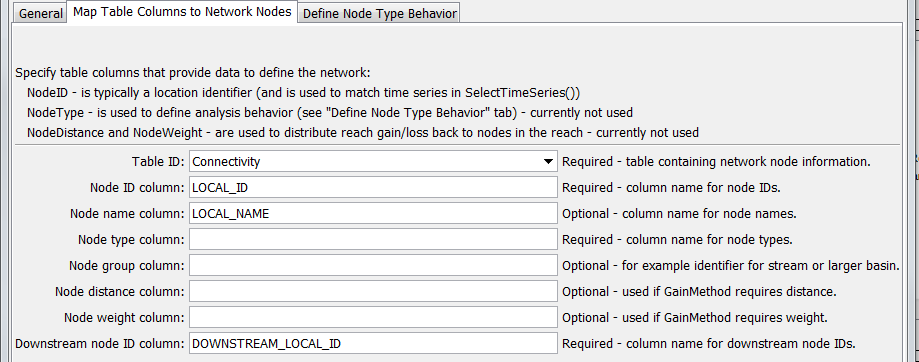 General Map Table Columns to Network Nodes Define Node Type Behavior
Specify table columns that provide data to define the network:
NodeID - is typically a location identifier (and is used to match time series in SelectTimeSeries())
NodeType - is used to define analysis behavior (see "Define Node Type Behavior" tab) - currently not used
NodeDistance and NodeWeight - are used to distribute reach gain/loss back to nodes in the reach - currently not used
Table ID: Connectivity Required - table containing network node information.
Node ID column: LOCAL_ID Required - column name for node IDs.
Node name column: LOCAL_NAME Optional - column name for node names.
Node type column: Required - column name for node types.
Node group column: Optional - for example identifier for stream or larger basin.
Node distance column: Optional - used if GainMethod requires distance.
Node weight column: Optional - used if GainMethod requires weight.
Downstream node ID column: DOWNSTREAM_LOCAL_ID Required - column name for downstream node IDs.